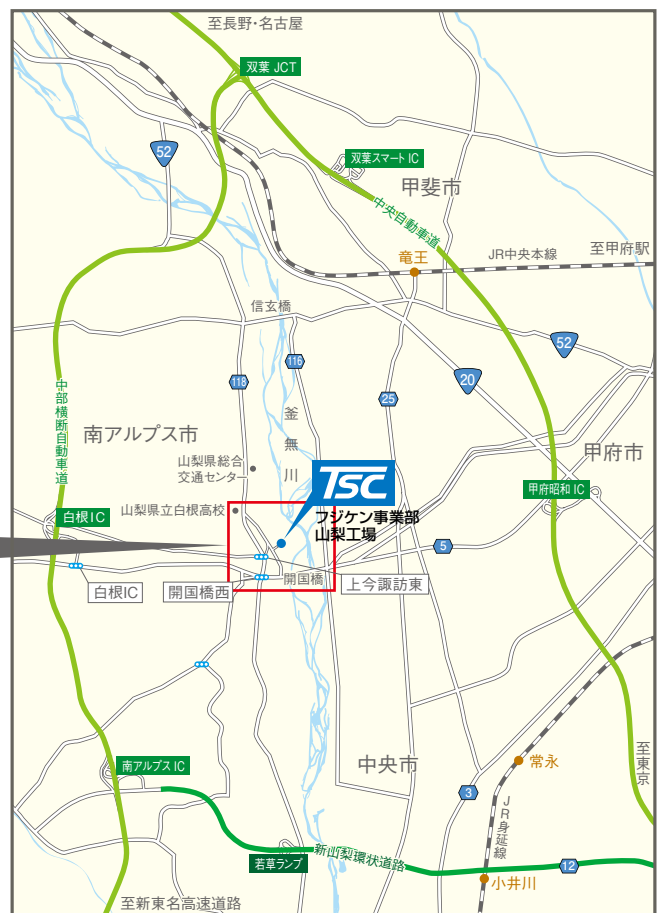 至長野・名古屋
双葉 JCT
52
双葉スマート IC
甲斐市
中央自動車道
竜王
JR中央本線
至甲府駅
信玄橋
116
52
118
20
25
中部横断自動車道
南アルプス市
釜無川
甲府市
山梨県総合
交通センター
TSC
甲府昭和 IC
山梨県立白根高校
フジケン事業部
山梨工場
白根IC
5
開国橋
上今諏訪東
白根IC
開国橋西
中央市
至東京
南アルプス IC
常永
3
JR身延線
若草ランプ
新山梨環状道路
12
小井川
至新東名高速道路